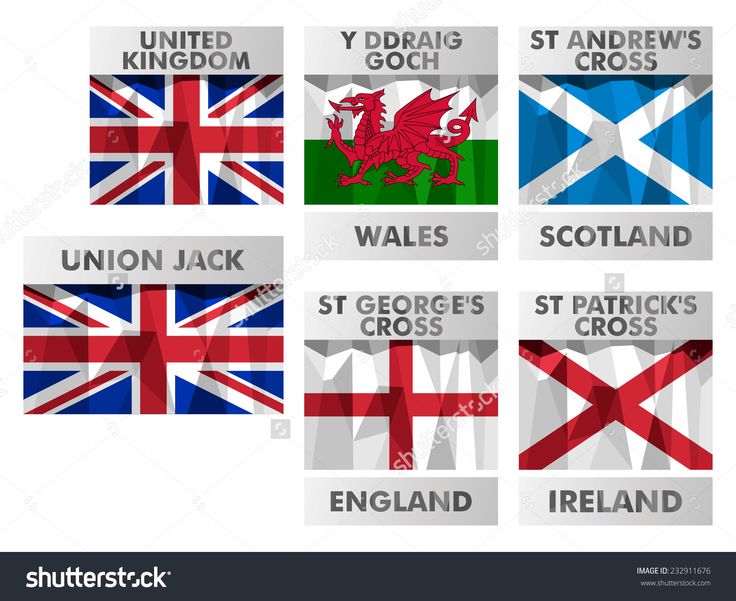 UNITED
KINGDOM
Y DDRAIG
GOCH
ST ANDREW'S
CROSS
WALES
SCOTLAND
UNION JACK
ST GEORGE'S
CROSS
ST PATRICK'S
CROSS
ENGLAND
IRELAND
shutterstock.com
IMAGE ID: 232911676
www.shutterstock.com